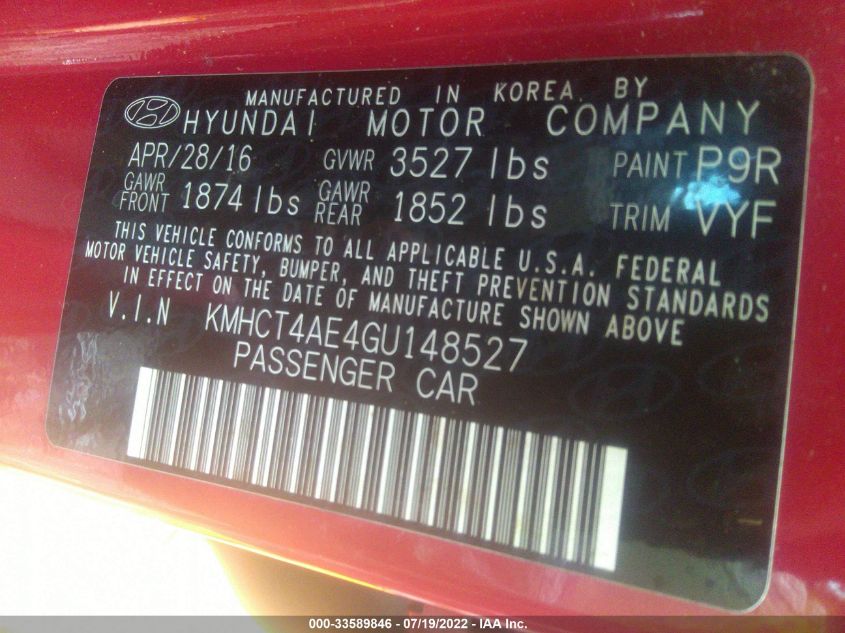 MANUFACTURED IN KOREA BY
HYUNDAI MOTOR COMPANY
APR/28/16 GVWR 3527 lbs PAINT P9R
GAWR FRONT 1874 lbs GAWR REAR 1852 lbs TRIM VYF
THIS VEHICLE CONFORMS TO ALL APPLICABLE U.S.A. FEDERAL
MOTOR VEHICLE SAFETY, BUMPER, AND THEFT PREVENTION STANDARDS
IN EFFECT ON THE DATE OF MANUFACTURE SHOWN ABOVE
V.I.N KMHCT4AE4GU148527
PASSENGER CAR
000-33589846 - 07/19/2022 - IAA Inc.